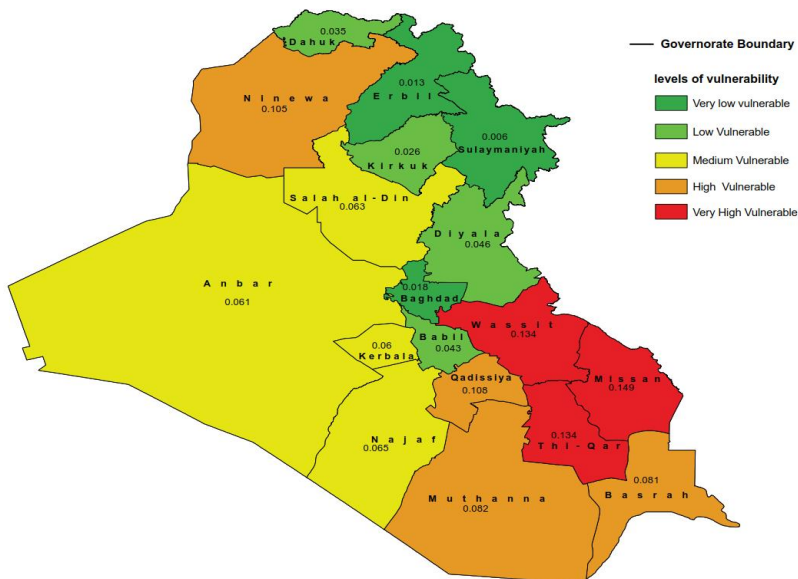 0.035
Dahuk
Governorate Boundary
levels of vulnerability
Very low vulnerable
Low Vulnerable
Medium Vulnerable
High Vulnerable
Very High Vulnerable
0.013
Erbil
Ninewa
0.105
0.006
Sulaymaniyah
0.026
Kirkuk
Salah al-Din
0.063
Diyala
0.046
Anbar
0.061
0.018
Baghdad
Wassit
0.134
0.06
Kerbala
Babil
0.043
Qadissiya
0.108
Missan
0.149
Najaf
0.065
0.134
Thi-Qar
0.081
Basrah
Muthanna
0.082